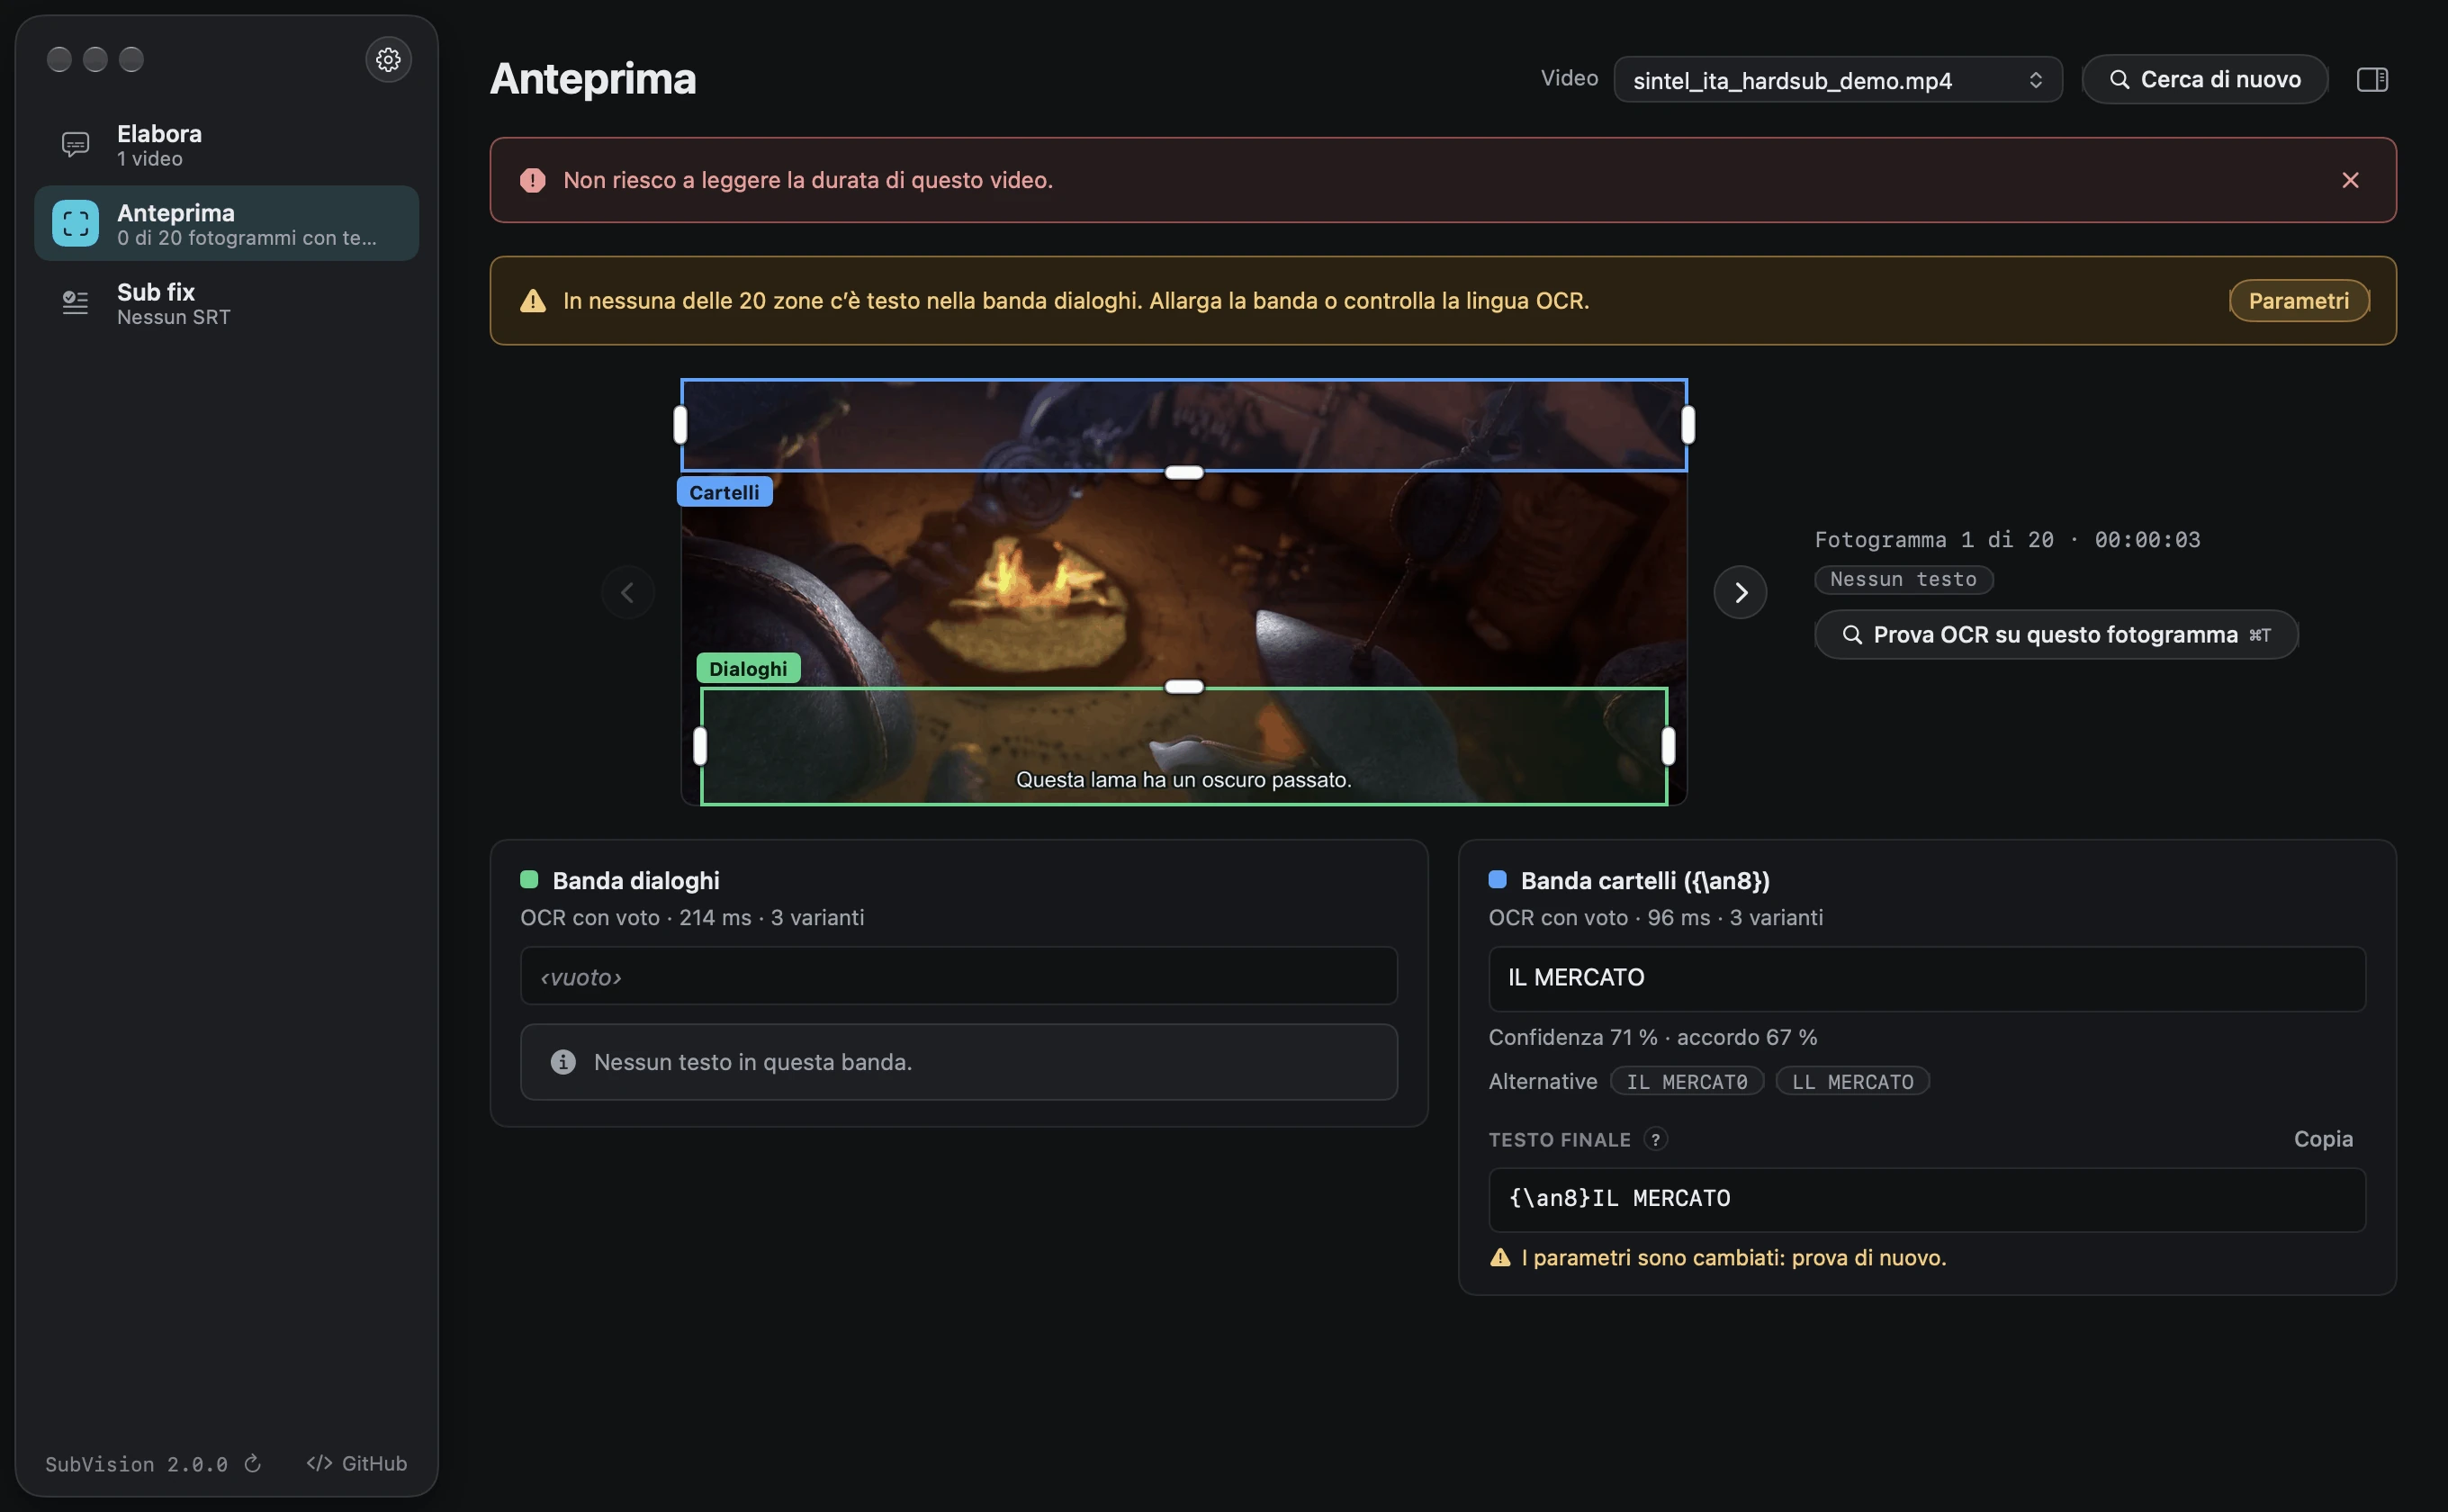 Elabora
1 video
Anteprima
0 di 20 fotogrammi con te...
Sub fix
Nessun SRT
SubVision 2.0.0
</> GitHub
Anteprima
Video
sintel_ita_hardsub_demo.mp4
Cerca di nuovo
Non riesco a leggere la durata di questo video.
In nessuna delle 20 zone c’è testo nella banda dialoghi. Allarga la banda o controlla la lingua OCR.
Parametri
Cartelli
Dialoghi
Questa lama ha un oscuro passato.
Fotogramma 1 di 20 · 00:00:03
Nessun testo
Prova OCR su questo fotogramma ⌘T
Banda dialoghi
OCR con voto · 214 ms · 3 varianti
‹vuoto›
Nessun testo in questa banda.
Banda cartelli ({\an8})
OCR con voto · 96 ms · 3 varianti
IL MERCATO
Confidenza 71 % · accordo 67 %
Alternative IL MERCAT0 LL MERCATO
TESTO FINALE ?
Copia
{\an8}IL MERCATO
I parametri sono cambiati: prova di nuovo.